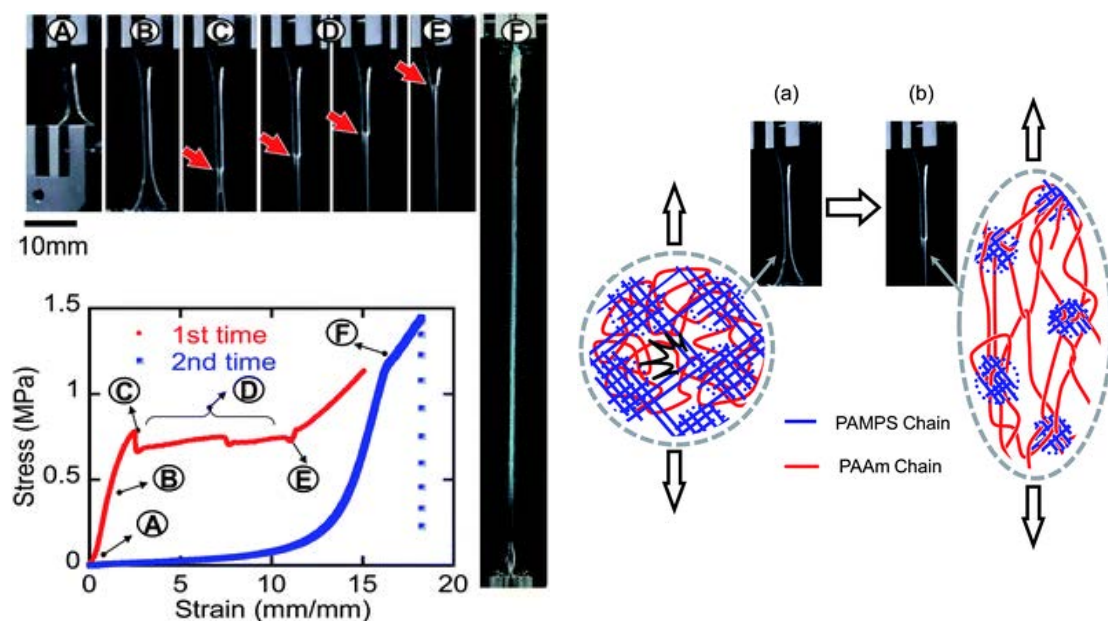 A B C D E F
10mm
1.5
1
0.5
0
0 5 10 15 20
Stress (MPa)
Strain (mm/mm)
1st time
2nd time
F
C
D
B
E
A
(a) (b)
PAMPS Chain
PAAm Chain